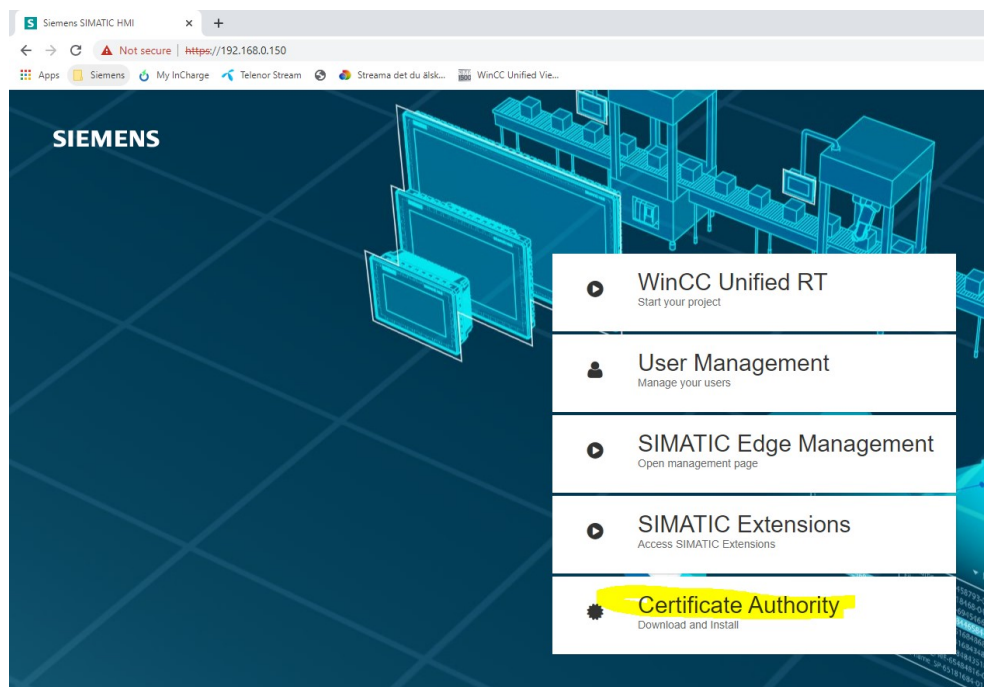 Siemens SIMATIC HMI
Not secure | https://192.168.0.150
Apps Siemens My InCharge Telenor Stream Streama det du älsk... WinCC Unified Vie...
SIEMENS
WinCC Unified RT
Start your project
User Management
Manage your users
SIMATIC Edge Management
Open management page
SIMATIC Extensions
Access SIMATIC Extensions
Certificate Authority
Download and Install